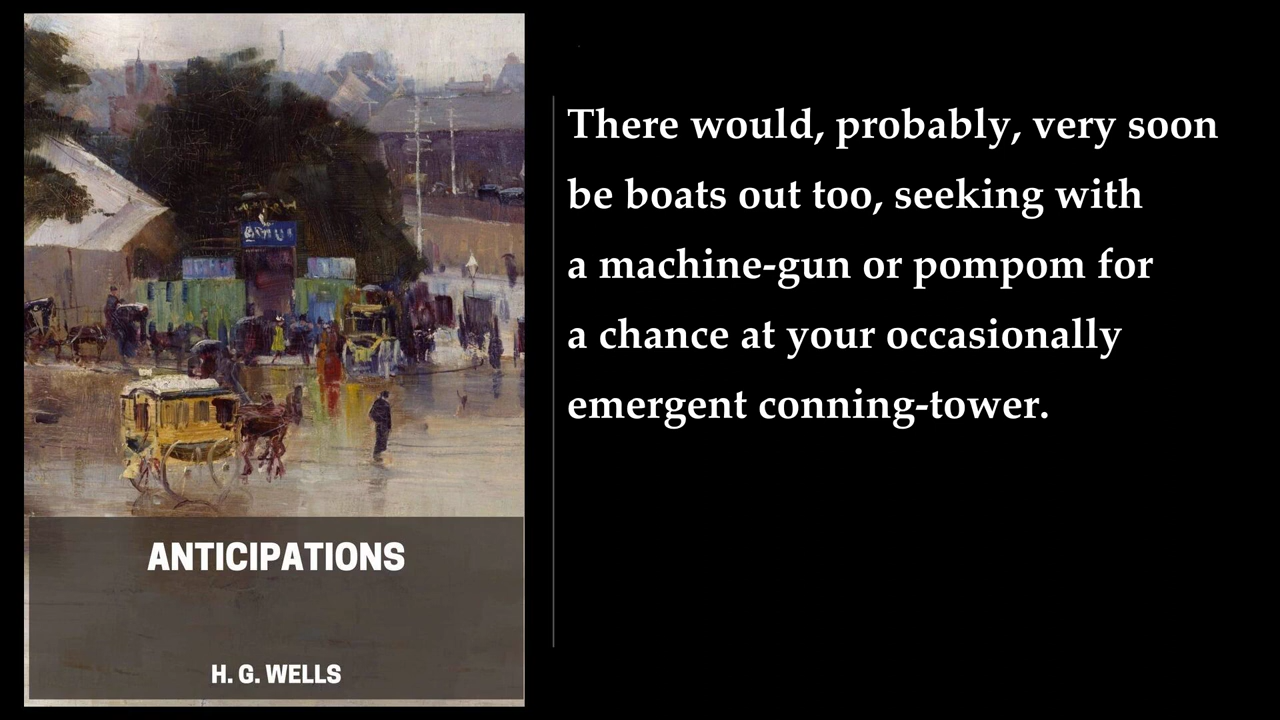 There would, probably, very soon
be boats out too, seeking with
a machine-gun or pompom for
a chance at your occasionally
emergent conning-tower.
ANTICIPATIONS
H. G. WELLS